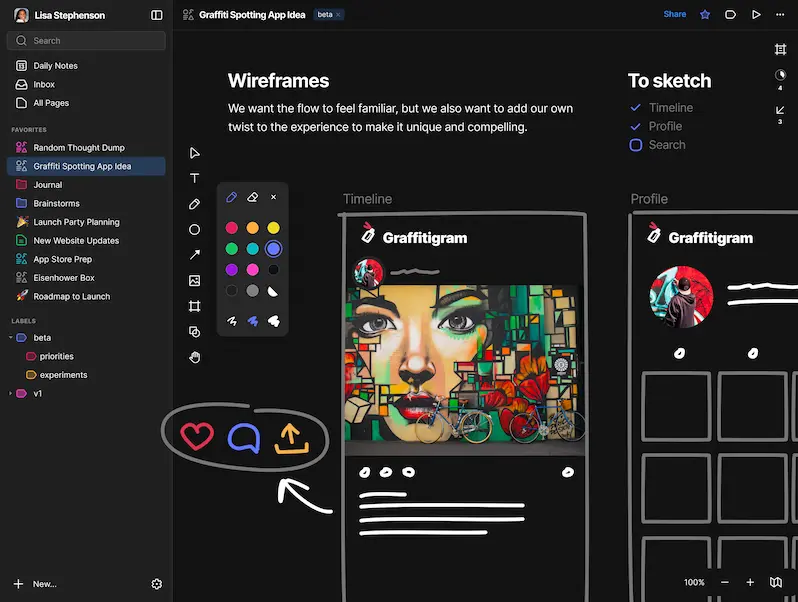 Lisa Stephenson
Search
Daily Notes
Inbox
All Pages
FAVORITES
Random Thought Dump
Graffiti Spotting App Idea
Journal
Brainstorms
Launch Party Planning
New Website Updates
App Store Prep
Eisenhower Box
Roadmap to Launch
LABELS
beta
priorities
experiments
v1
New...
Graffiti Spotting App Idea
beta ×
Share
4
3
Wireframes
We want the flow to feel familiar, but we also want to add our own
twist to the experience to make it unique and compelling.
To sketch
Timeline
Profile
Search
T
Timeline
Graffitigram
Profile
Graffitigram
100%